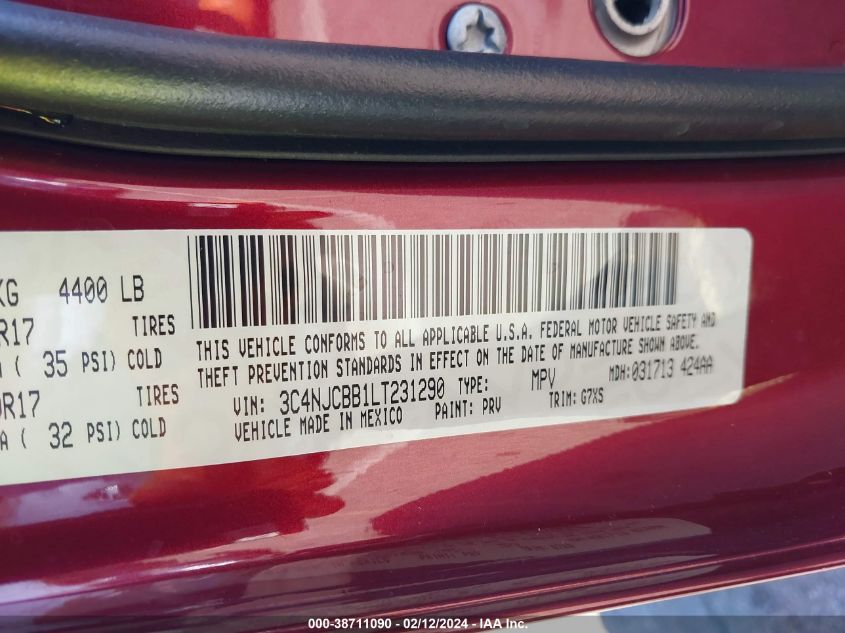 KG 4400 LB
R17 TIRES
( 35 PSI) COLD
R17 TIRES
A ( 32 PSI) COLD
THIS VEHICLE CONFORMS TO ALL APPLICABLE U.S.A. FEDERAL MOTOR VEHICLE SAFETY AND
THEFT PREVENTION STANDARDS IN EFFECT ON THE DATE OF MANUFACTURE SHOWN ABOVE.
VIN: 3C4NJCBB1LT231290 TYPE: MPV MDH: 031713 424AA
VEHICLE MADE IN MEXICO PAINT: PRV TRIM: G7XS
000-38711090 - 02/12/2024 - IAA Inc.